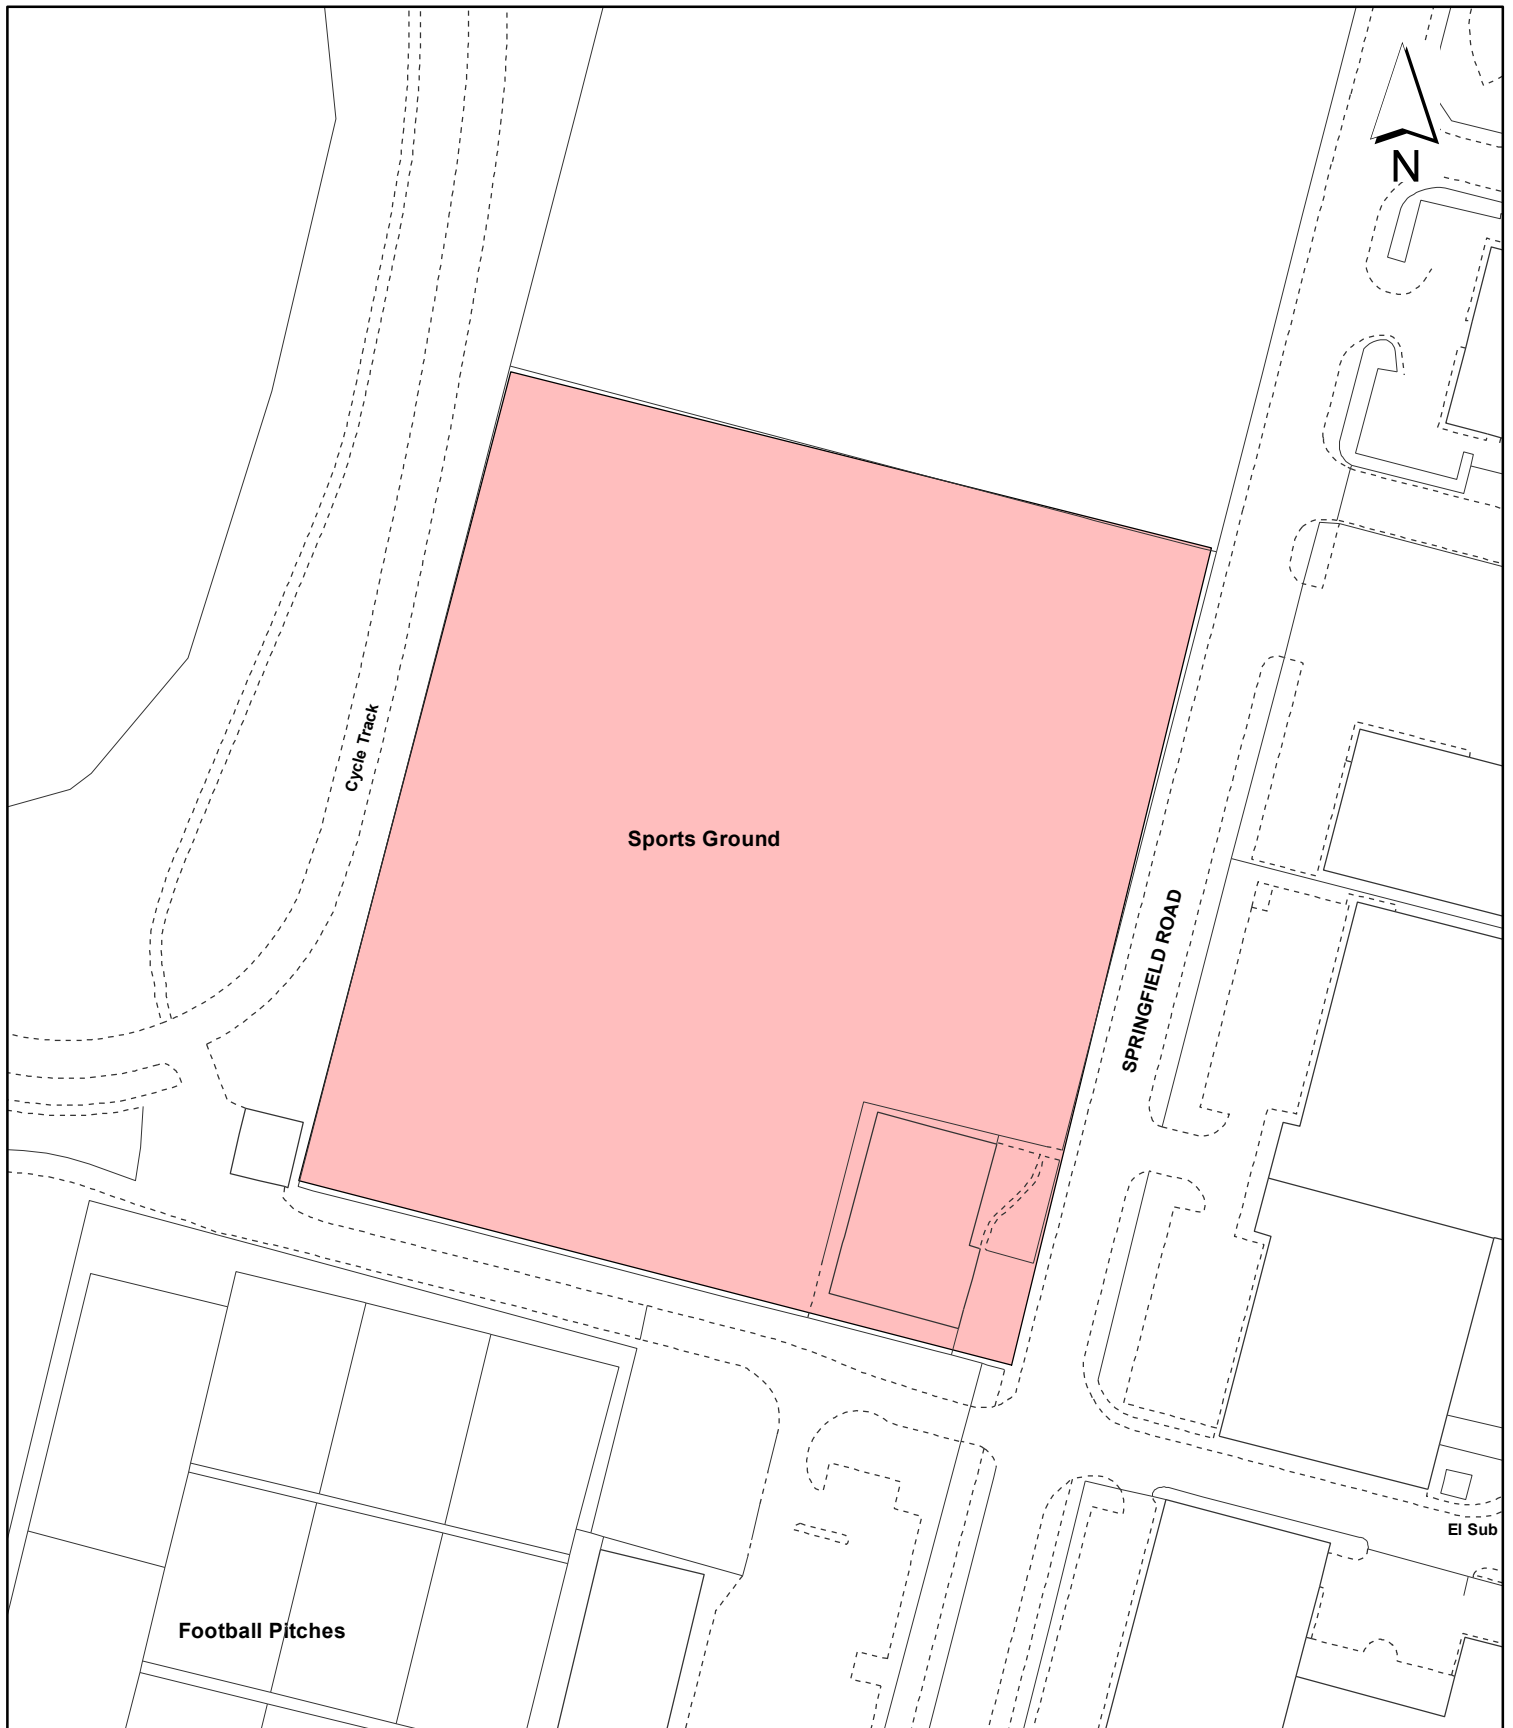 N
Cycle Track
Sports Ground
SPRINGFIELD ROAD
El Sub
Football Pitches